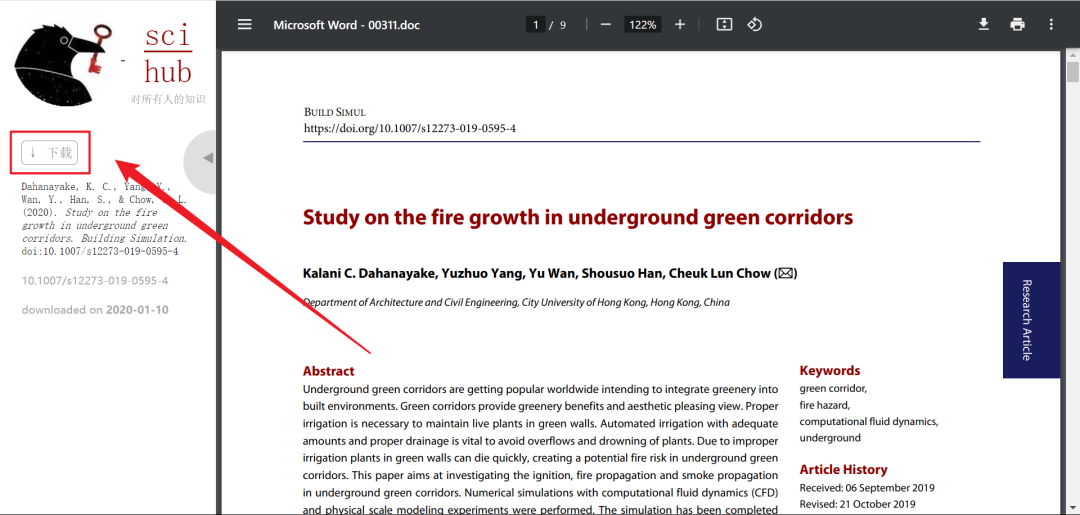 sci
hub
对所有人的知识
↓ 下载
Dahanayake, K. C., Yang, Y.,
Wan, Y., Han, S., & Chow, L.
(2020). Study on the fire
growth in underground green
corridors. Building Simulation.
doi:10.1007/s12273-019-0595-4
10.1007/s12273-019-0595-4
downloaded on 2020-01-10
Microsoft Word - 00311.doc
1 / 9
122%
BUILD SIMUL
https://doi.org/10.1007/s12273-019-0595-4
Study on the fire growth in underground green corridors
Kalani C. Dahanayake, Yuzhuo Yang, Yu Wan, Shousuo Han, Cheuk Lun Chow (✉)
Department of Architecture and Civil Engineering, City University of Hong Kong, Hong Kong, China
Research Article
Abstract
Underground green corridors are getting popular worldwide intending to integrate greenery into
built environments. Green corridors provide greenery benefits and aesthetic pleasing view. Proper
irrigation is necessary to maintain live plants in green walls. Automated irrigation with adequate
amounts and proper drainage is vital to avoid overflows and drowning of plants. Due to improper
irrigation plants in green walls can die quickly, creating a potential fire risk in underground green
corridors. This paper aims at investigating the ignition, fire propagation and smoke propagation
in underground green corridors. Numerical simulations with computational fluid dynamics (CFD)
and physical scale modeling experiments were performed. The simulation has been completed
Keywords
green corridor,
fire hazard,
computational fluid dynamics,
underground
Article History
Received: 06 September 2019
Revised: 21 October 2019